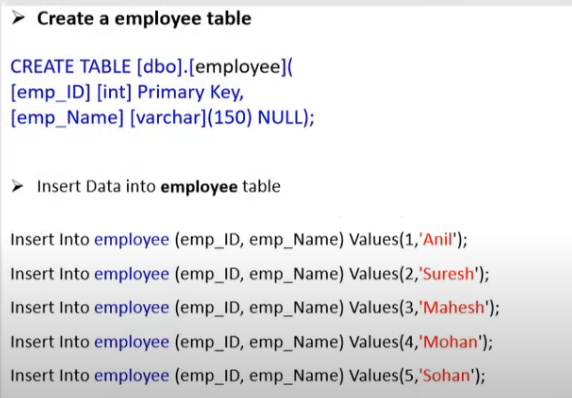 ➤ Create a employee table
CREATE TABLE [dbo].[employee](
[emp_ID] [int] Primary Key,
[emp_Name] [varchar](150) NULL);
➤ Insert Data into employee table
Insert Into employee (emp_ID, emp_Name) Values(1,'Anil');
Insert Into employee (emp_ID, emp_Name) Values(2,'Suresh');
Insert Into employee (emp_ID, emp_Name) Values(3,'Mahesh');
Insert Into employee (emp_ID, emp_Name) Values(4,'Mohan');
Insert Into employee (emp_ID, emp_Name) Values(5,'Sohan');